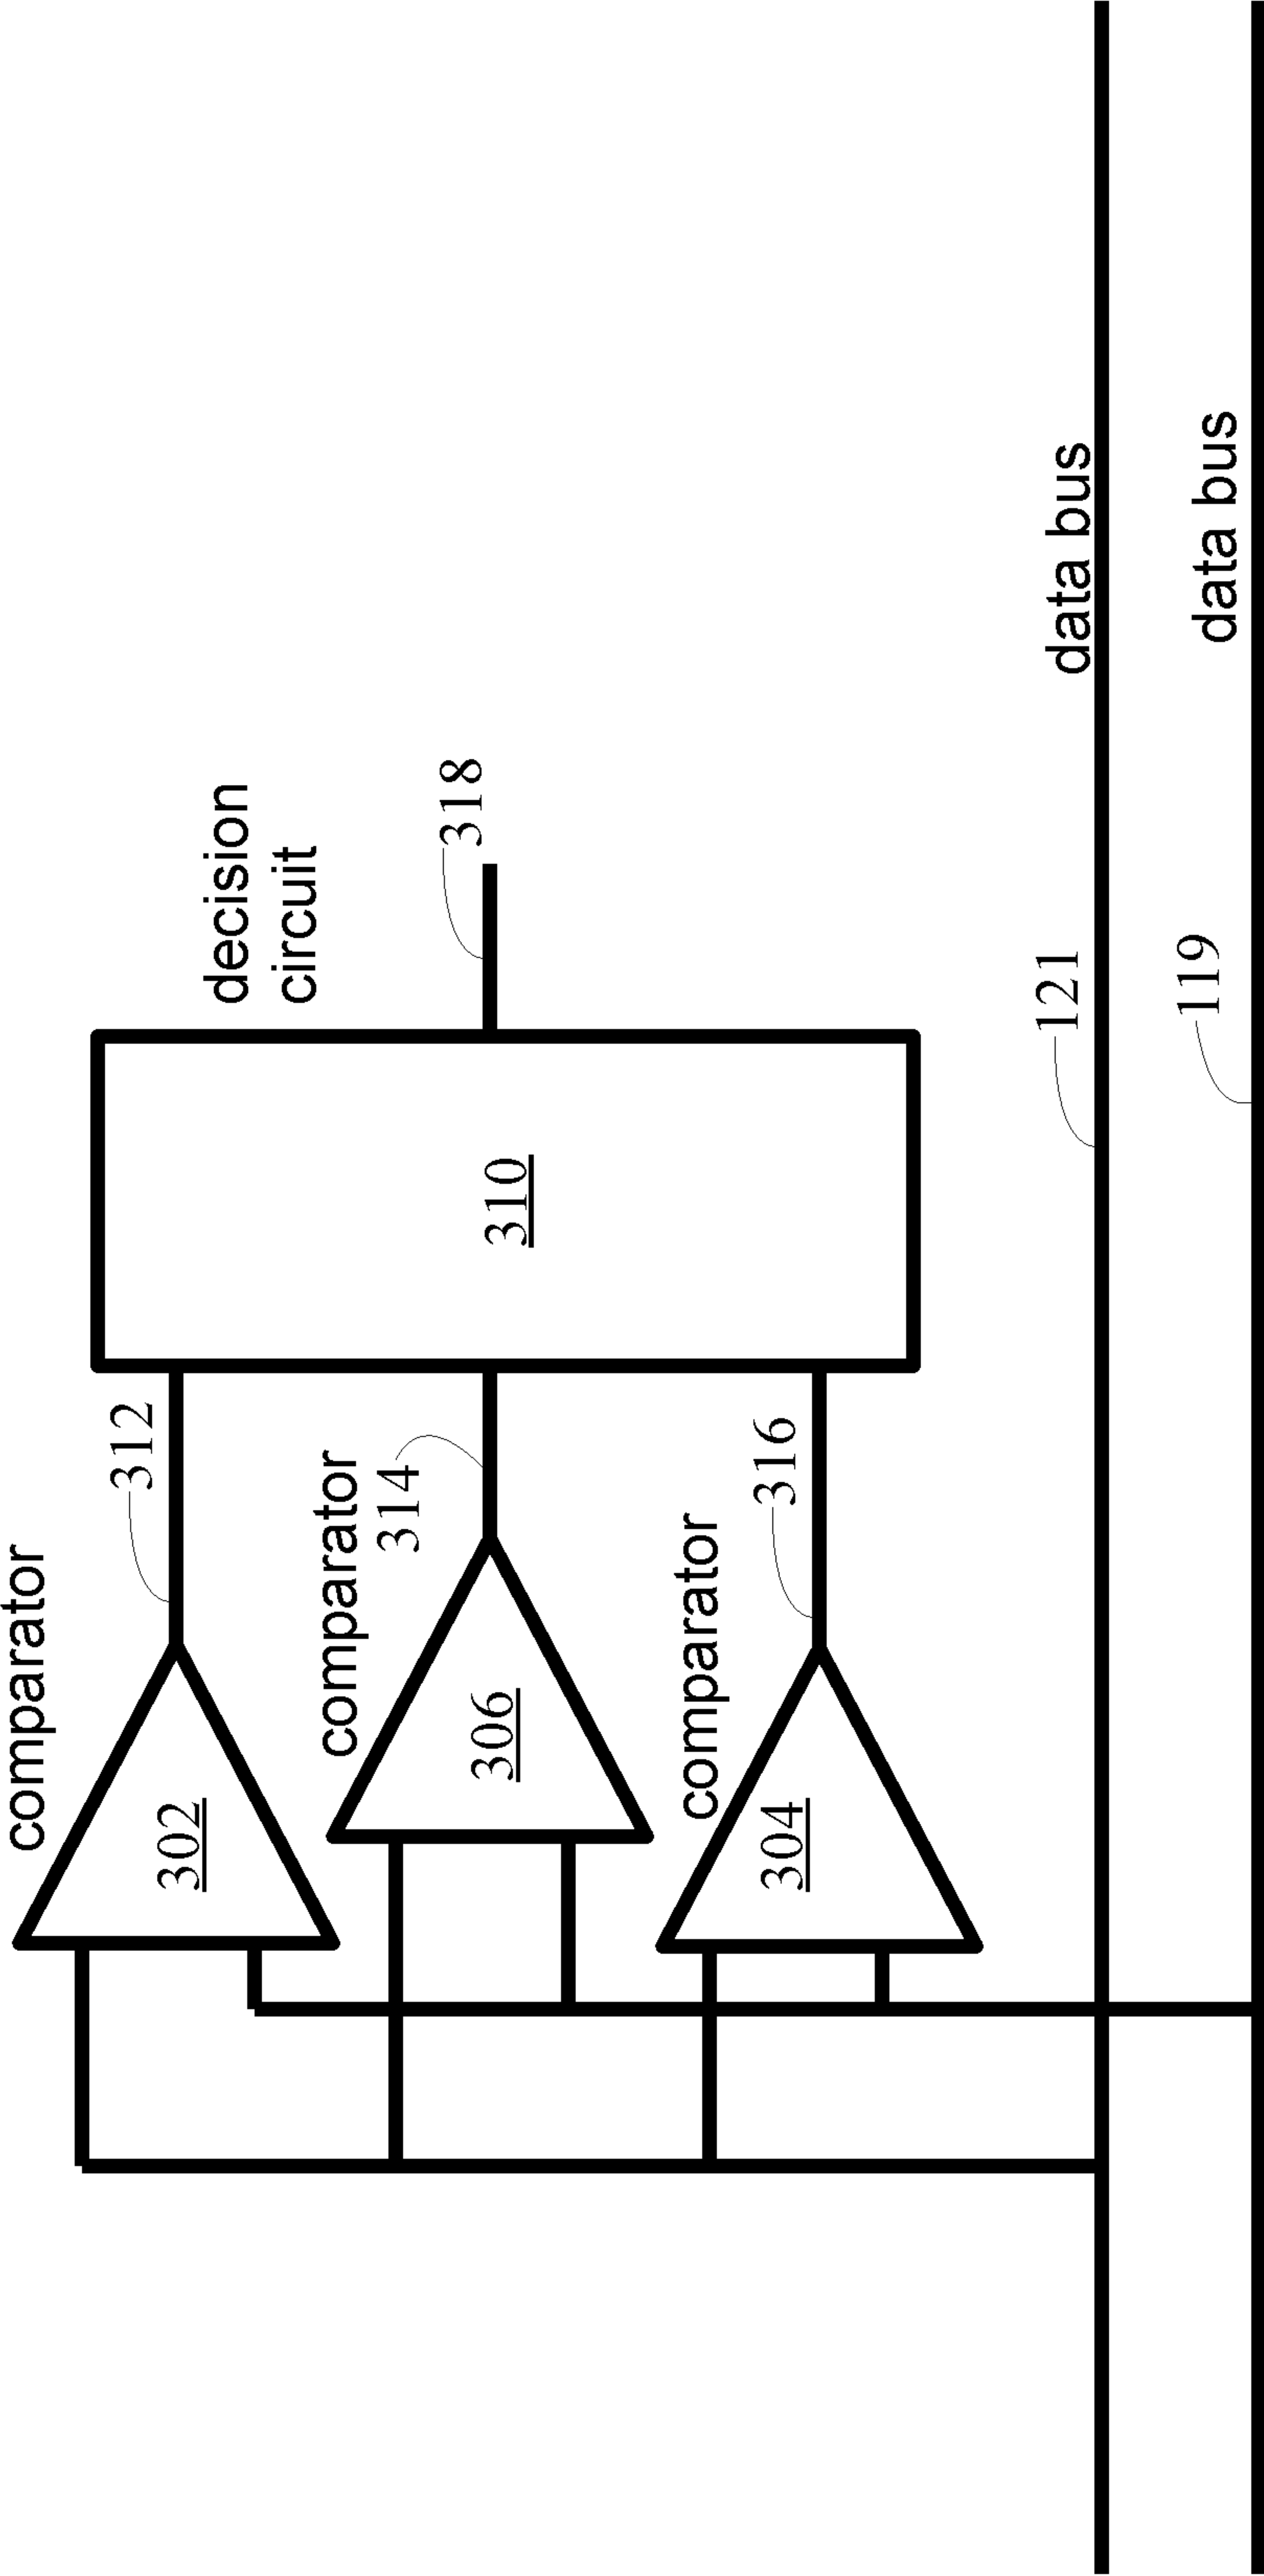 comparator
302
312
comparator
306
314
comparator
304
316
310
decision
circuit
318
121
data bus
119
data bus